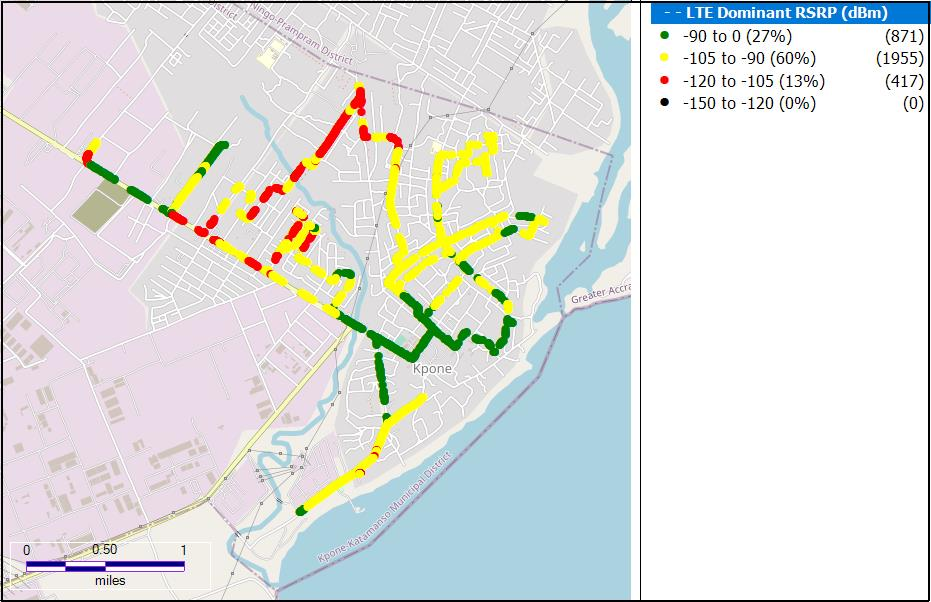 District
Ningo-Prampram District
Greater Accra
Kpone
Kpone-Katamanso Municipal District
0 0.50 1
miles
LTE Dominant RSRP (dBm)
-90 to 0 (27%) (871)
-105 to -90 (60%) (1955)
-120 to -105 (13%) (417)
-150 to -120 (0%) (0)